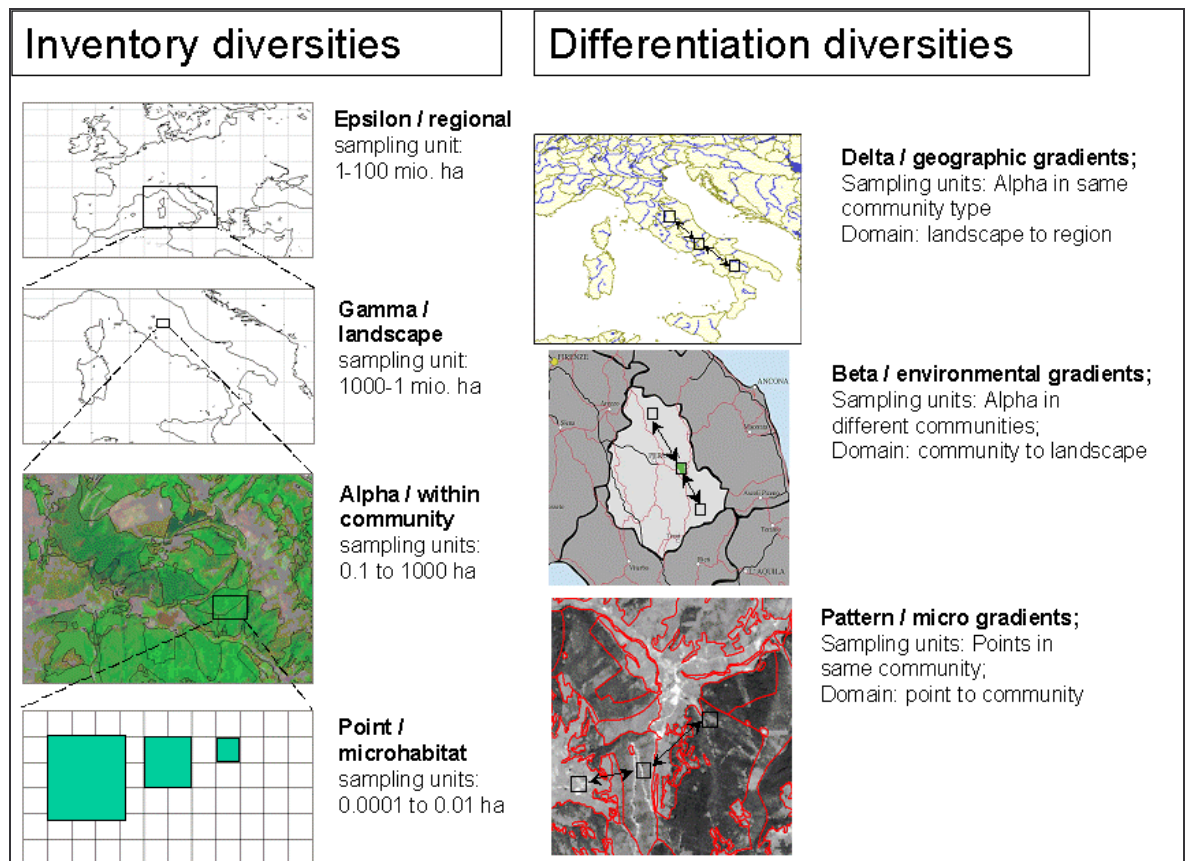 Inventory diversities
Differentiation diversities
Epsilon / regional
sampling unit:
1-100 mio. ha
Gamma /
landscape
sampling unit:
1000-1 mio. ha
Alpha / within
community
sampling units:
0.1 to 1000 ha
Point /
microhabitat
sampling units:
0.0001 to 0.01 ha
Delta / geographic gradients;
Sampling units: Alpha in same
community type
Domain: landscape to region
FIRENZE
ANCONA
L'AQUILA
Beta / environmental gradients;
Sampling units: Alpha in
different communities;
Domain: community to landscape
Pattern / micro gradients;
Sampling units: Points in
same community;
Domain: point to community